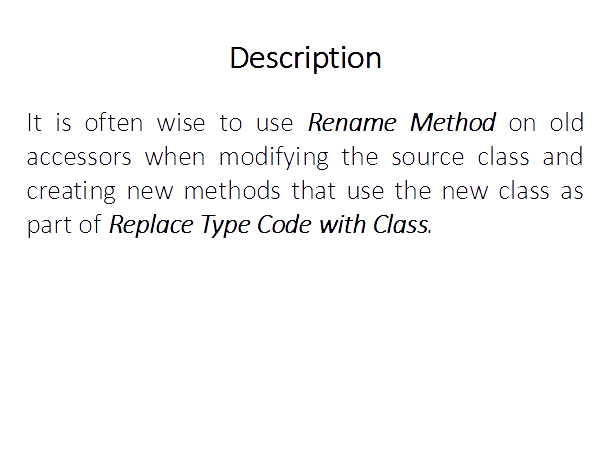 Description
It is often wise to use Rename Method on old
accessors when modifying the source class and
creating new methods that use the new class as
part of Replace Type Code with Class.